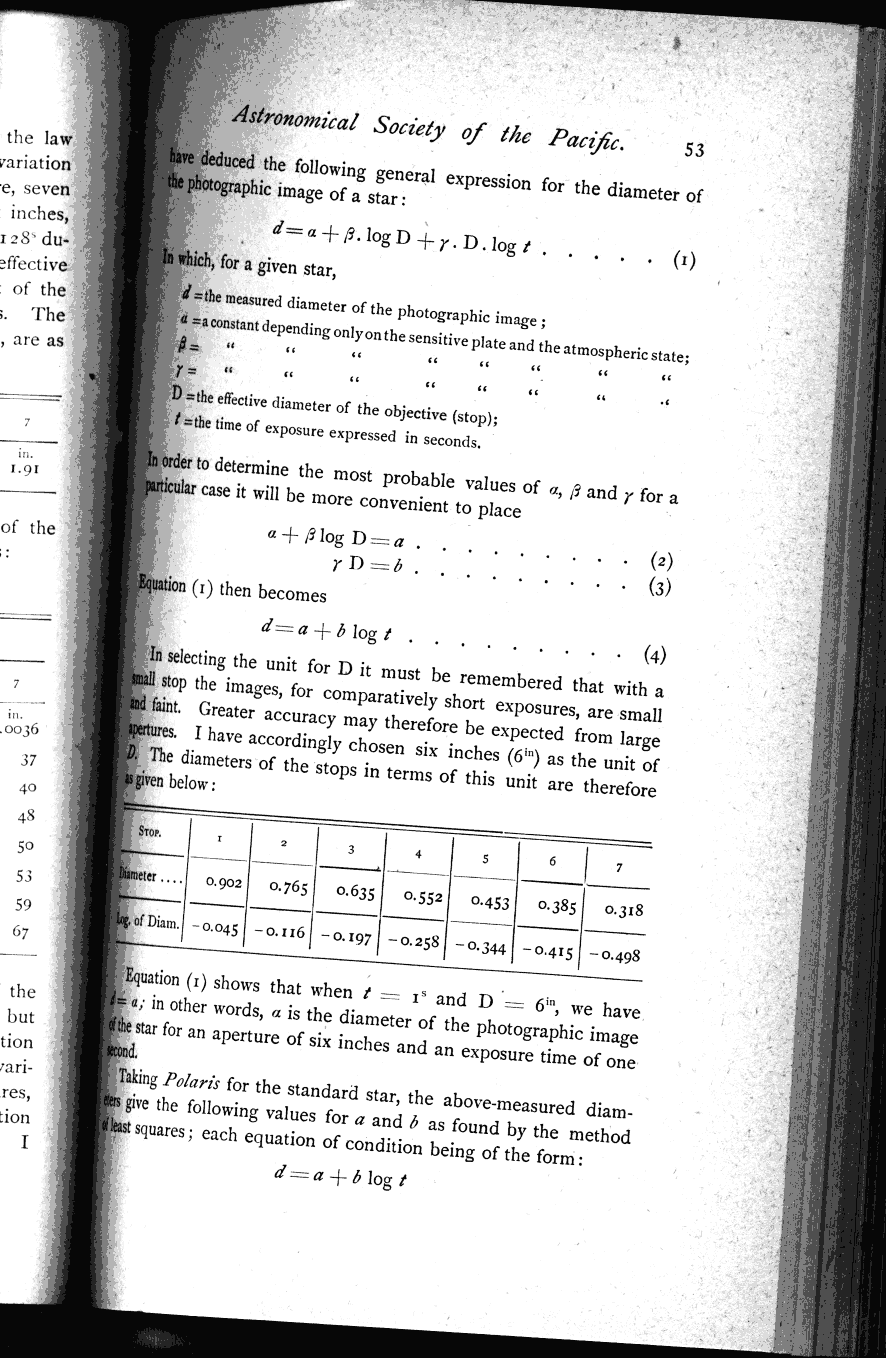 the law
variation
re, seven
inches,
128ˢ du-
effective
of the
s. The
, are as
7
in.
1.91
of the
s:
7
in.
.0036
37
40
48
50
53
59
67
the
but
tion
vari-
res,
tion
I
Astronomical Society of the Pacific. 53
have deduced the following general expression for the diameter of
the photographic image of a star:
d = α + β . log D + γ . D . log t . . . . . . (1)
In which, for a given star,
d = the measured diameter of the photographic image ;
α = a constant depending only on the sensitive plate and the atmospheric state;
β = “ “ “ “ “ “ “ “
γ = “ “ “ “ “ “ “ “
D = the effective diameter of the objective (stop);
t = the time of exposure expressed in seconds.
In order to determine the most probable values of α, β and γ for a
particular case it will be more convenient to place
α + β log D = a . . . . . . . . . (2)
γ D = b . . . . . . . . . (3)
Equation (1) then becomes
d = a + b log t . . . . . . . . . (4)
In selecting the unit for D it must be remembered that with a
small stop the images, for comparatively short exposures, are small
and faint. Greater accuracy may therefore be expected from large
apertures. I have accordingly chosen six inches (6ⁱⁿ) as the unit of
D. The diameters of the stops in terms of this unit are therefore
as given below :
STOP. 1 2 3 4 5 6 7
Diameter .... 0.902 0.765 0.635 0.552 0.453 0.385 0.318
Log. of Diam. −0.045 −0.116 −0.197 −0.258 −0.344 −0.415 −0.498
Equation (1) shows that when t = 1ˢ and D = 6ⁱⁿ, we have
d = α; in other words, α is the diameter of the photographic image
of the star for an aperture of six inches and an exposure time of one
second.
Taking Polaris for the standard star, the above-measured diam-
eters give the following values for a and b as found by the method
of least squares ; each equation of condition being of the form :
d = a + b log t